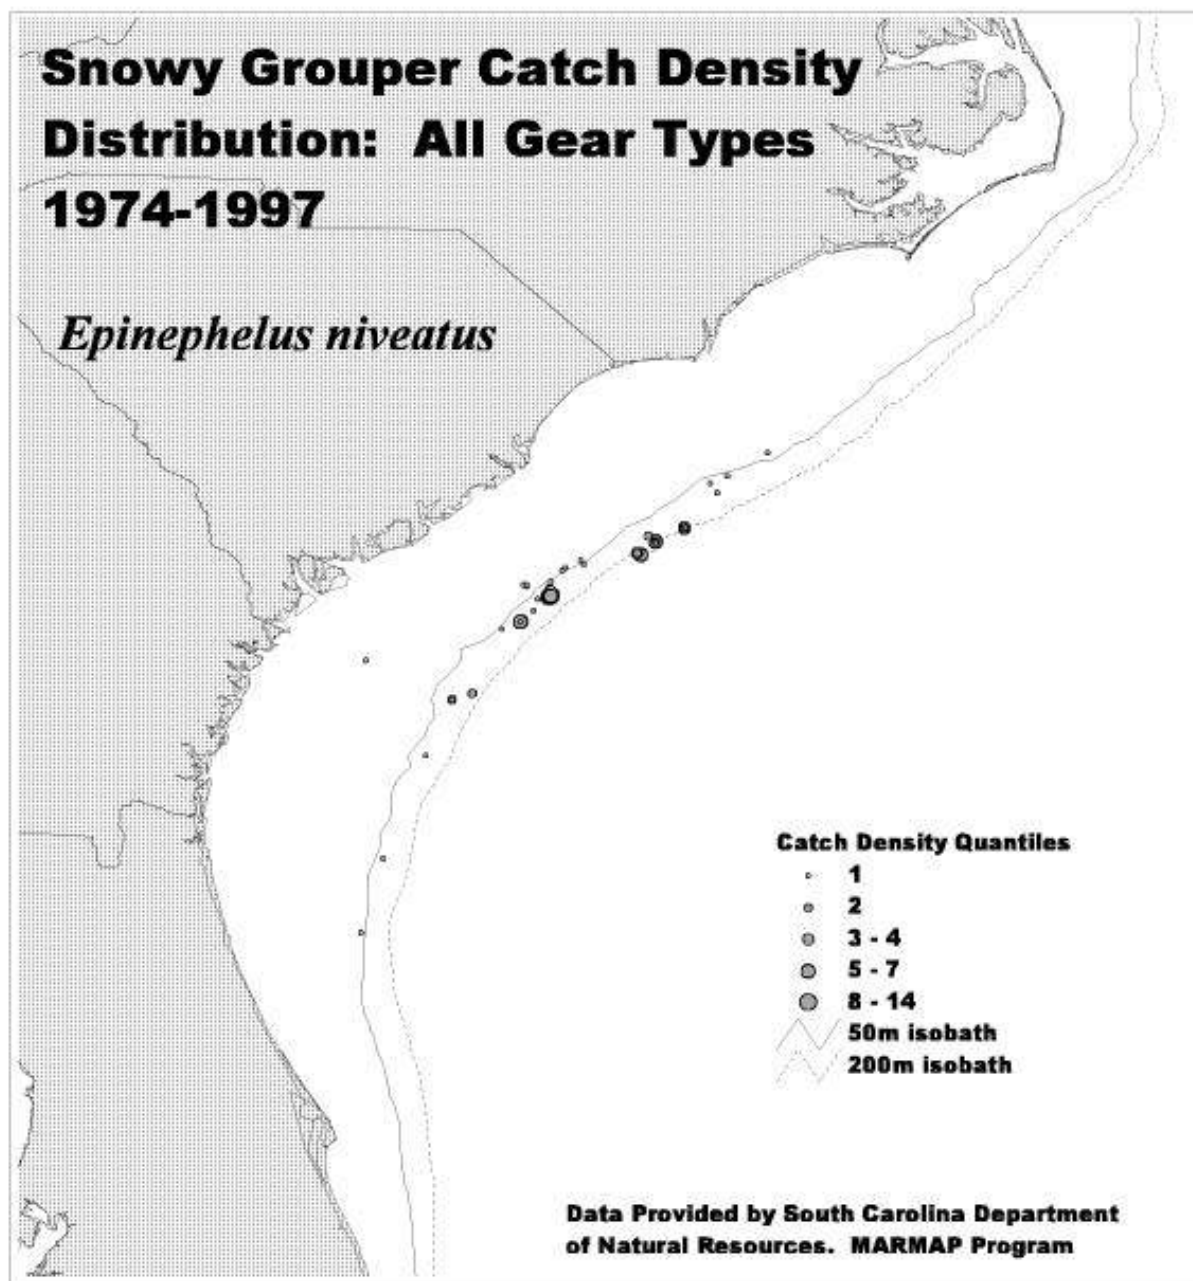 Snowy Grouper Catch Density
Distribution: All Gear Types
1974-1997
Epinephelus niveatus
Catch Density Quantiles
1
2
3 - 4
5 - 7
8 - 14
50m isobath
200m isobath
Data Provided by South Carolina Department
of Natural Resources. MARMAP Program